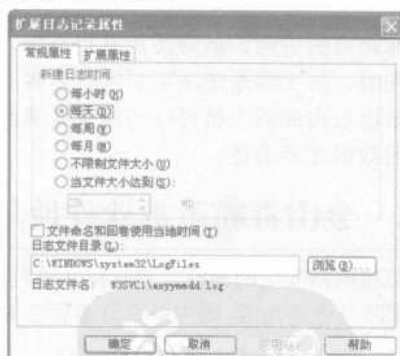 扩展日志记录属性
常规属性 扩展属性
新建日志时间
每小时(H)
每天(D)
每周(W)
每月(M)
不限制文件大小(U)
当文件大小达到(S):
文件命名和回卷使用当地时间(T)
日志文件目录(L):
C:\WINDOWS\system32\LogFiles
浏览(B)...
日志文件名: W3SVC1\exyymmdd.log
确定 取消 帮助